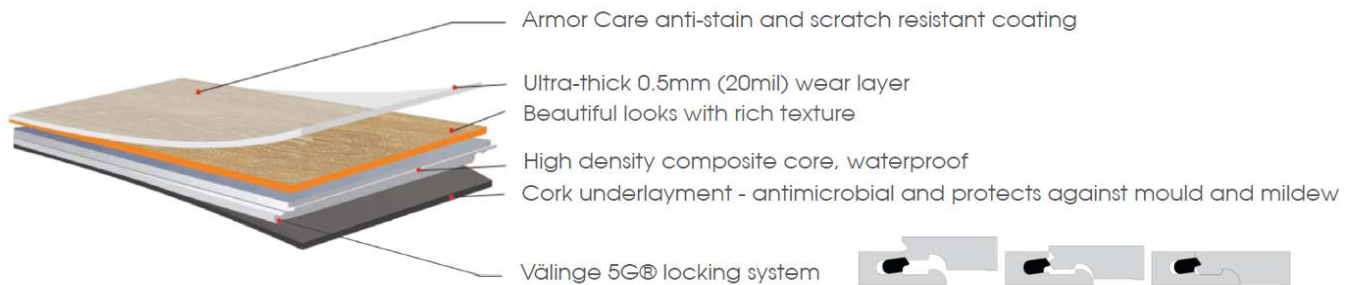 Armor Care anti-stain and scratch resistant coating
Ultra-thick 0.5mm (20mil) wear layer
Beautiful looks with rich texture
High density composite core, waterproof
Cork underlayment - antimicrobial and protects against mould and mildew
Välinge 5G® locking system